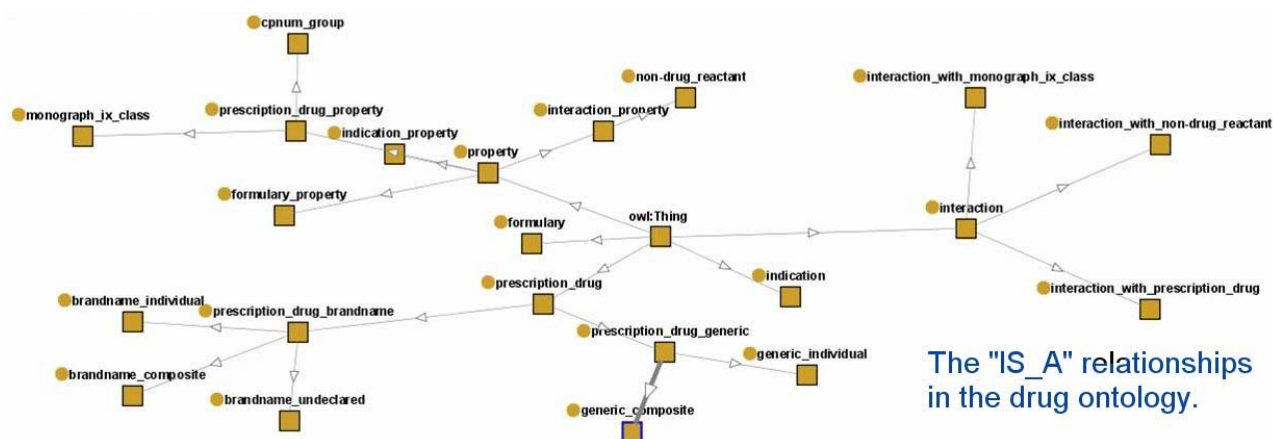 cpnum_group
non-drug_reactant
interaction_with_monograph_ix_class
monograph_ix_class
prescription_drug_property
interaction_property
indication_property
interaction_with_non-drug_reactant
property
formulary_property
formulary
owl:Thing
interaction
prescription_drug
indication
interaction_with_prescription_drug
brandname_individual
prescription_drug_brandname
prescription_drug_generic
generic_individual
brandname_composite
brandname_undeclared
generic_composite
The "IS_A" relationships
in the drug ontology.